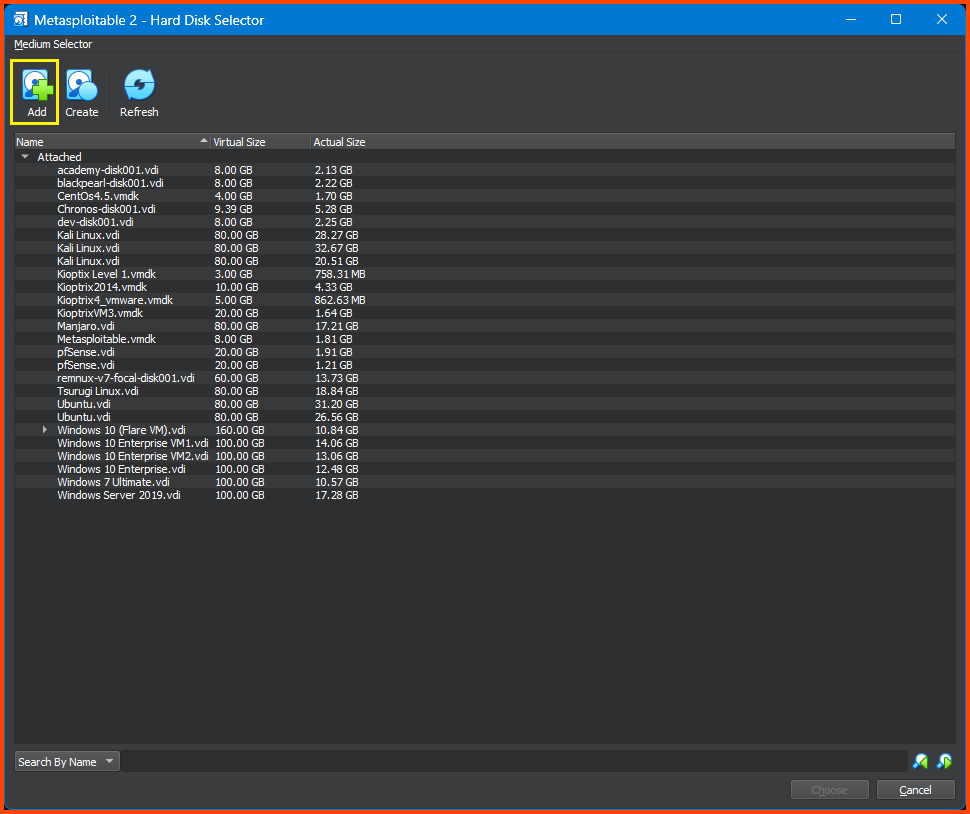 Metasploitable 2 - Hard Disk Selector
Medium Selector
Add Create Refresh
Name Virtual Size Actual Size
Attached
academy-disk001.vdi 8.00 GB 2.13 GB
blackpearl-disk001.vdi 8.00 GB 2.22 GB
CentOs4.5.vmdk 4.00 GB 1.70 GB
Chronos-disk001.vdi 9.39 GB 5.28 GB
dev-disk001.vdi 8.00 GB 2.25 GB
Kali Linux.vdi 80.00 GB 28.27 GB
Kali Linux.vdi 80.00 GB 32.67 GB
Kali Linux.vdi 80.00 GB 20.51 GB
Kioptix Level 1.vmdk 3.00 GB 758.31 MB
Kioptrix2014.vmdk 10.00 GB 4.33 GB
Kioptrix4_vmware.vmdk 5.00 GB 862.63 MB
KioptrixVM3.vmdk 20.00 GB 1.64 GB
Manjaro.vdi 80.00 GB 17.21 GB
Metasploitable.vmdk 8.00 GB 1.81 GB
pfSense.vdi 20.00 GB 1.91 GB
pfSense.vdi 20.00 GB 1.21 GB
remnux-v7-focal-disk001.vdi 60.00 GB 13.73 GB
Tsurugi Linux.vdi 80.00 GB 18.84 GB
Ubuntu.vdi 80.00 GB 31.20 GB
Ubuntu.vdi 80.00 GB 26.56 GB
Windows 10 (Flare VM).vdi 160.00 GB 10.84 GB
Windows 10 Enterprise VM1.vdi 100.00 GB 14.06 GB
Windows 10 Enterprise VM2.vdi 100.00 GB 13.06 GB
Windows 10 Enterprise.vdi 100.00 GB 12.48 GB
Windows 7 Ultimate.vdi 100.00 GB 10.57 GB
Windows Server 2019.vdi 100.00 GB 17.28 GB
Search By Name
Choose Cancel